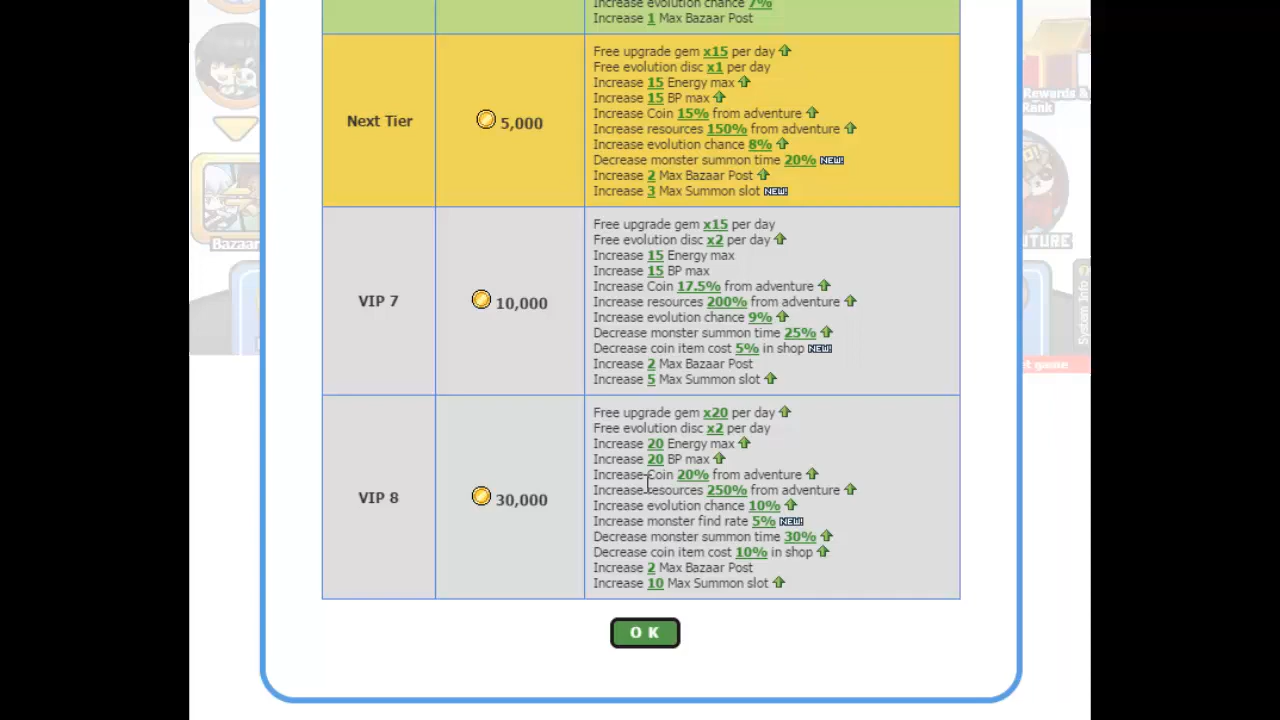 Increase evolution chance 7%
Increase 1 Max Bazaar Post
Next Tier
5,000
Free upgrade gem x15 per day
Free evolution disc x1 per day
Increase 15 Energy max
Increase 15 BP max
Increase Coin 15% from adventure
Increase resources 150% from adventure
Increase evolution chance 8%
Decrease monster summon time 20% NEW!
Increase 2 Max Bazaar Post
Increase 3 Max Summon slot NEW!
VIP 7
10,000
Free upgrade gem x15 per day
Free evolution disc x2 per day
Increase 15 Energy max
Increase 15 BP max
Increase Coin 17.5% from adventure
Increase resources 200% from adventure
Increase evolution chance 9%
Decrease monster summon time 25%
Decrease coin item cost 5% in shop NEW!
Increase 2 Max Bazaar Post
Increase 5 Max Summon slot
VIP 8
30,000
Free upgrade gem x20 per day
Free evolution disc x2 per day
Increase 20 Energy max
Increase 20 BP max
Increase Coin 20% from adventure
Increase resources 250% from adventure
Increase evolution chance 10%
Increase monster find rate 5% NEW!
Decrease monster summon time 30%
Decrease coin item cost 10% in shop
Increase 2 Max Bazaar Post
Increase 10 Max Summon slot
OK
Bazaar
Rewards &
Rank
UTURE
System Info
t game